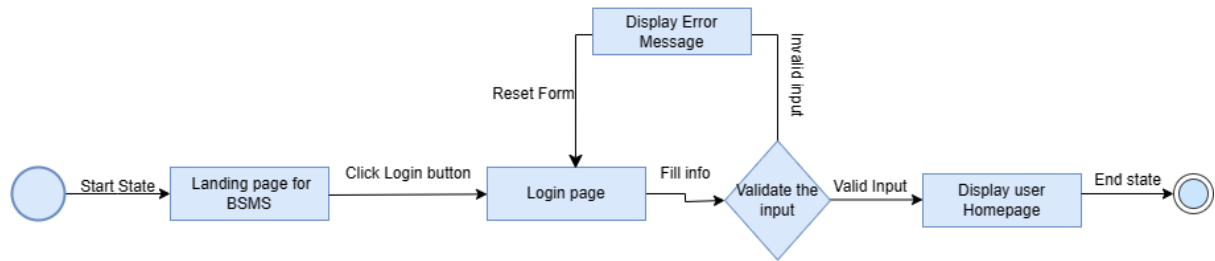 Display Error
Message
Invalid input
Reset Form
Start State
Landing page for
BSMS
Click Login button
Login page
Fill info
Validate the
input
Valid Input
Display user
Homepage
End state